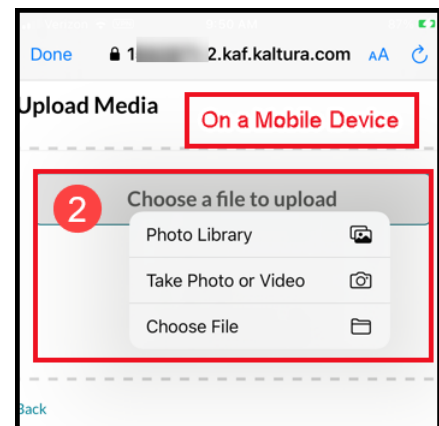 Done 1 2.kaf.kaltura.com AA
Upload Media
On a Mobile Device
2
Choose a file to upload
Photo Library
Take Photo or Video
Choose File
Back